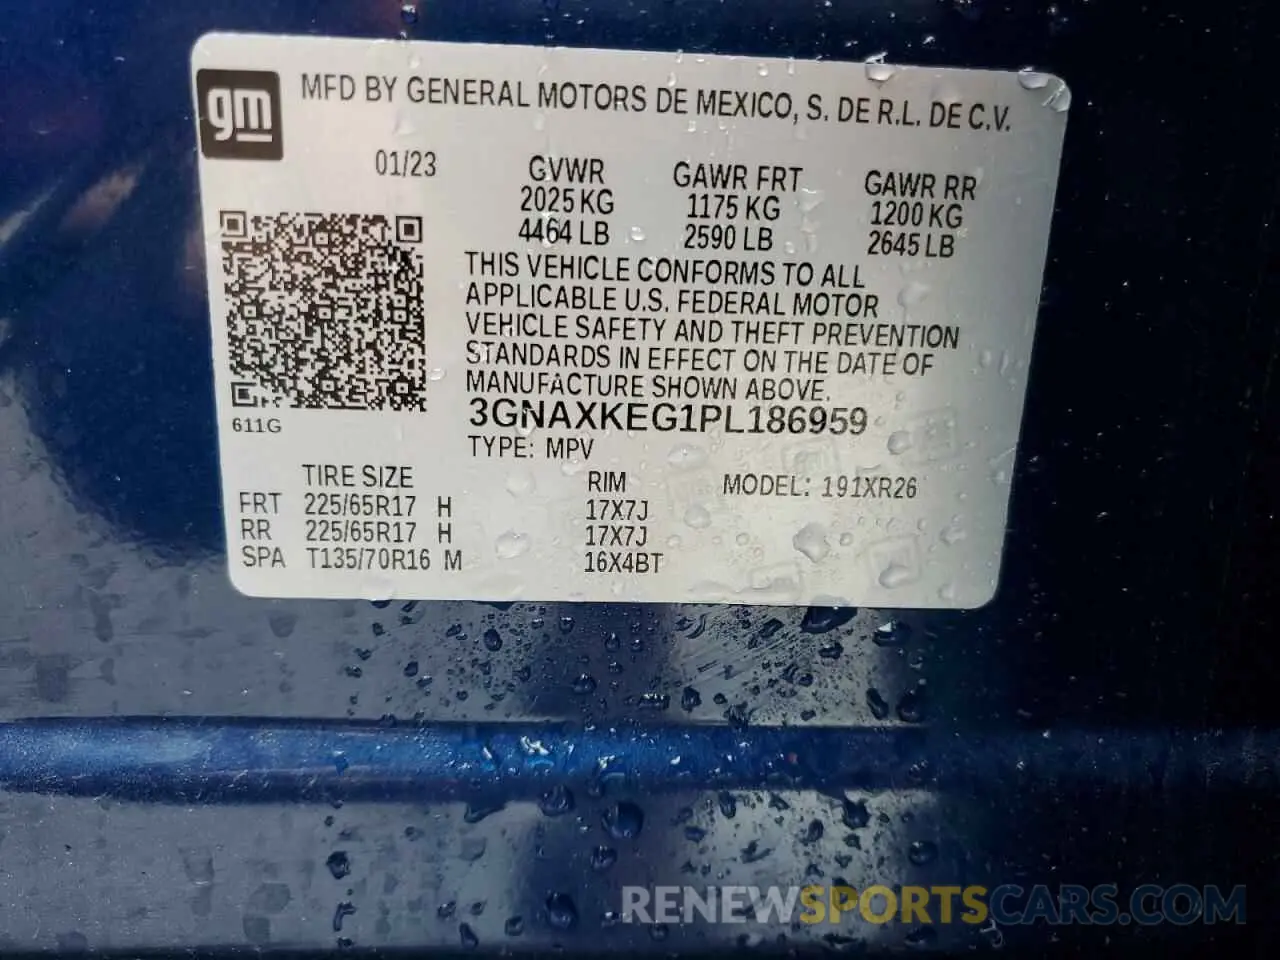 gm
MFD BY GENERAL MOTORS DE MEXICO, S. DE R.L. DE C.V.
01/23
GVWR GAWR FRT GAWR RR
2025 KG 1175 KG 1200 KG
4464 LB 2590 LB 2645 LB
THIS VEHICLE CONFORMS TO ALL
APPLICABLE U.S. FEDERAL MOTOR
VEHICLE SAFETY AND THEFT PREVENTION
STANDARDS IN EFFECT ON THE DATE OF
MANUFACTURE SHOWN ABOVE.
611G
3GNAXKEG1PL186959
TYPE: MPV
TIRE SIZE RIM MODEL: 191XR26
FRT 225/65R17 H 17X7J
RR 225/65R17 H 17X7J
SPA T135/70R16 M 16X4BT
RENEWSPORTSCARS.COM